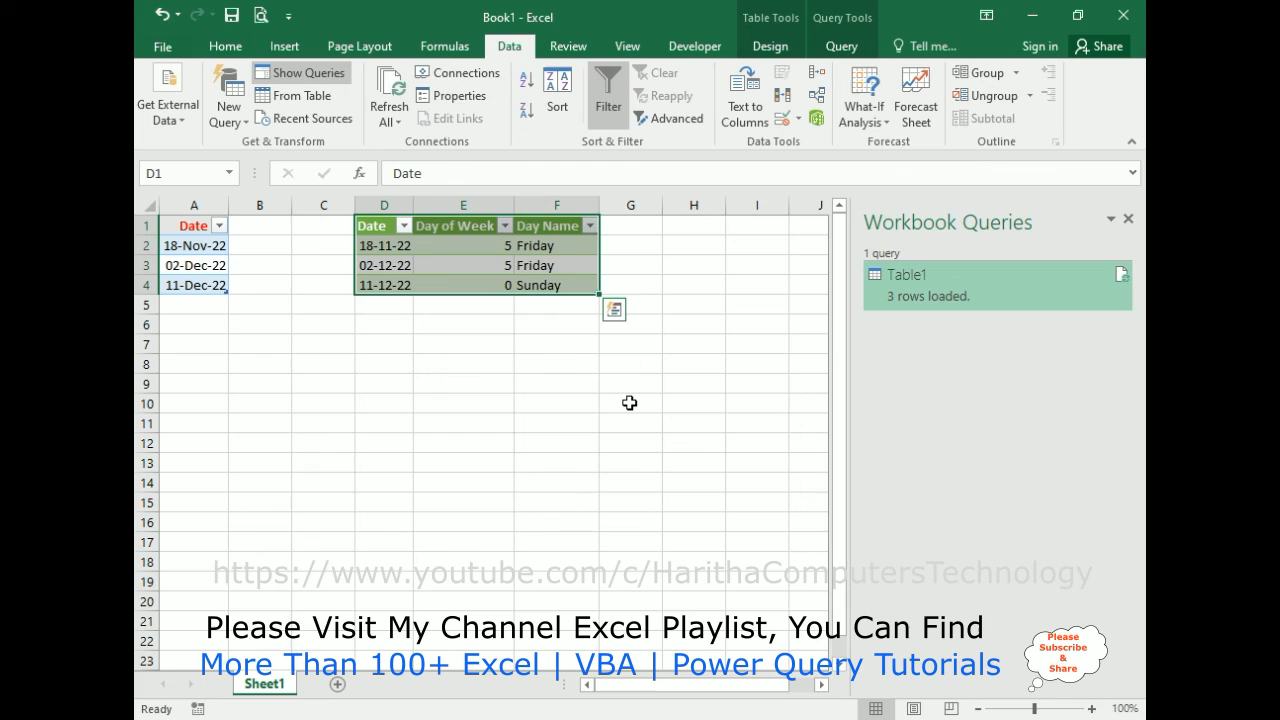 Book1 - Excel
Table Tools
Query Tools
Sign in
Share
File
Home
Insert
Page Layout
Formulas
Data
Review
View
Developer
Design
Query
Tell me...
Get External
Data
New
Query
Show Queries
From Table
Recent Sources
Get & Transform
Refresh
All
Connections
Properties
Edit Links
Connections
Sort
Filter
Clear
Reapply
Advanced
Sort & Filter
Text to
Columns
Data Tools
What-If
Analysis
Forecast
Sheet
Forecast
Group
Ungroup
Subtotal
Outline
D1
fx
Date
A B C D E F G H I J
1 Date Date Day of Week Day Name
2 18-Nov-22 18-11-22 5 Friday
3 02-Dec-22 02-12-22 5 Friday
4 11-Dec-22 11-12-22 0 Sunday
5
6
7
8
9
10
11
12
13
14
15
16
17
18
19
20
21
22
23
Workbook Queries
1 query
Table1
3 rows loaded.
https://www.youtube.com/c/HarithaComputersTechnology
Please Visit My Channel Excel Playlist, You Can Find
More Than 100+ Excel | VBA | Power Query Tutorials
Please
Subscribe
&
Share
Sheet1
Ready
100%